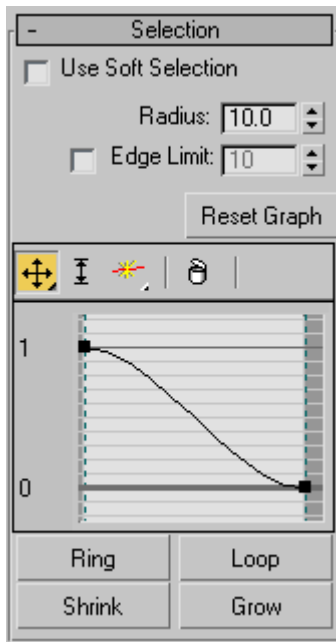 - Selection
Use Soft Selection
Radius: 10.0
Edge Limit: 10
Reset Graph
1
0
Ring Loop
Shrink Grow